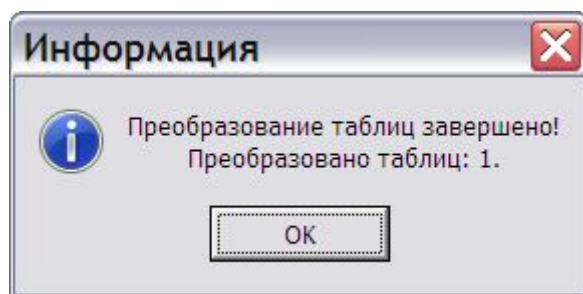 Информация
Преобразование таблиц завершено!
Преобразовано таблиц: 1.
OK